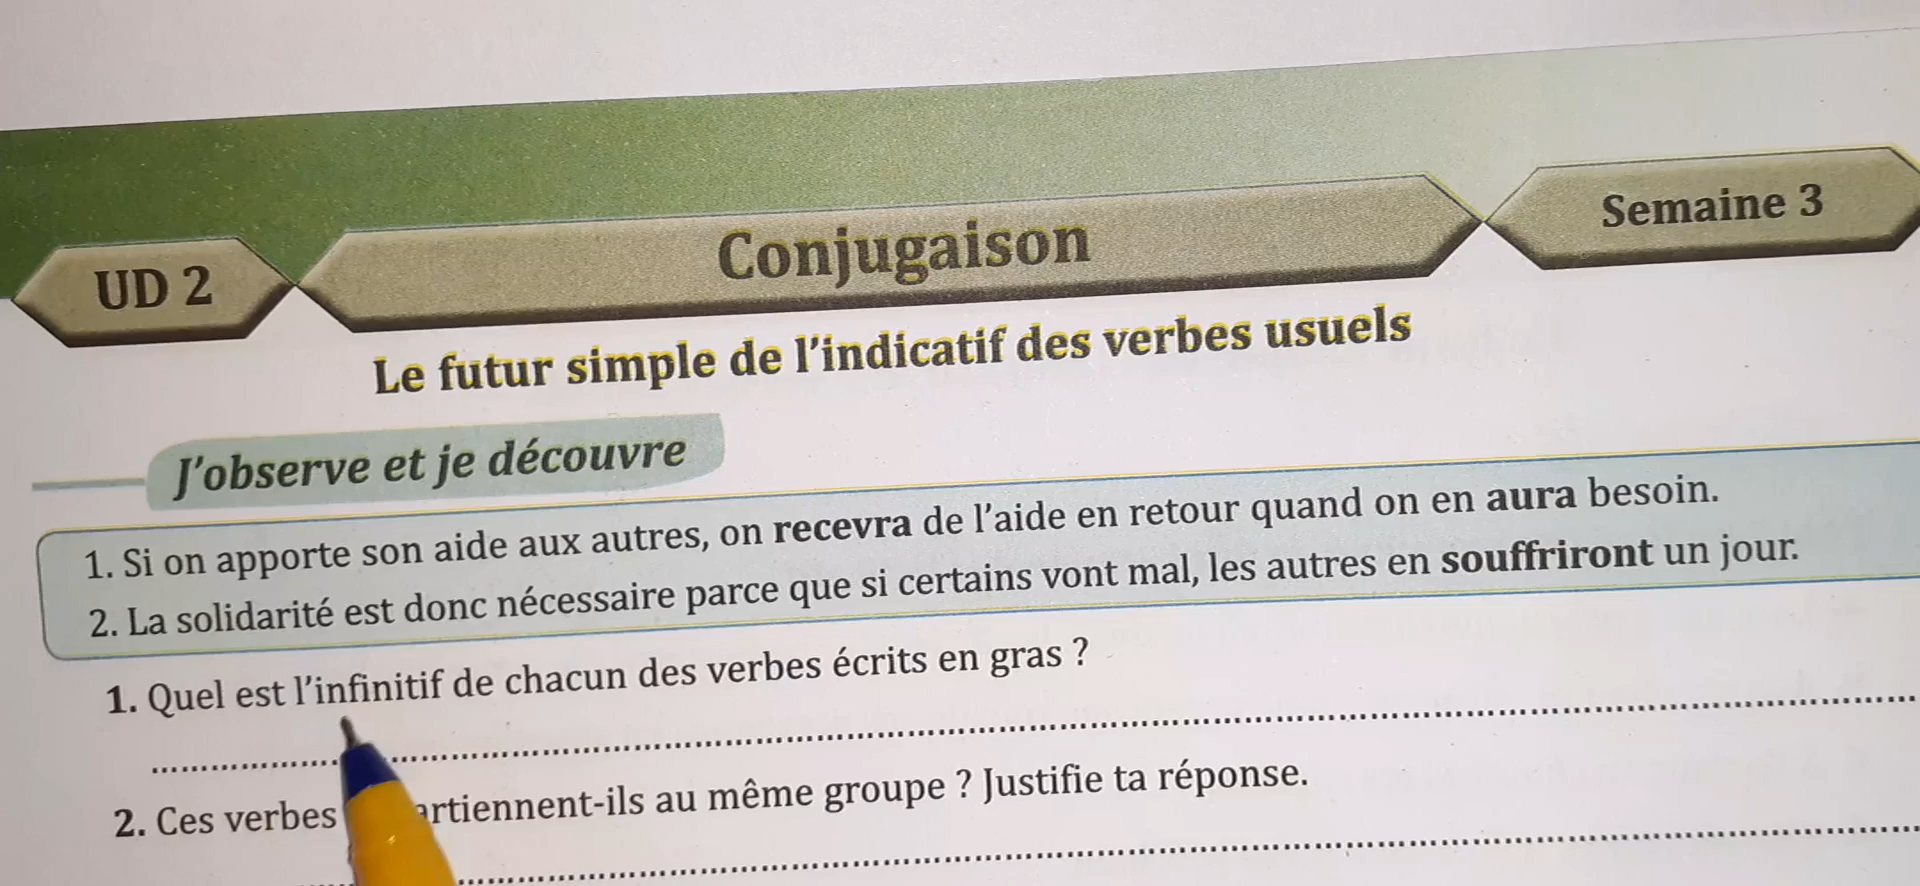 UD 2
Conjugaison
Semaine 3
Le futur simple de l'indicatif des verbes usuels
J'observe et je découvre
1. Si on apporte son aide aux autres, on recevra de l'aide en retour quand on en aura besoin.
2. La solidarité est donc nécessaire parce que si certains vont mal, les autres en souffriront un jour.
1. Quel est l'infinitif de chacun des verbes écrits en gras ?
2. Ces verbes artiennent-ils au même groupe ? Justifie ta réponse.